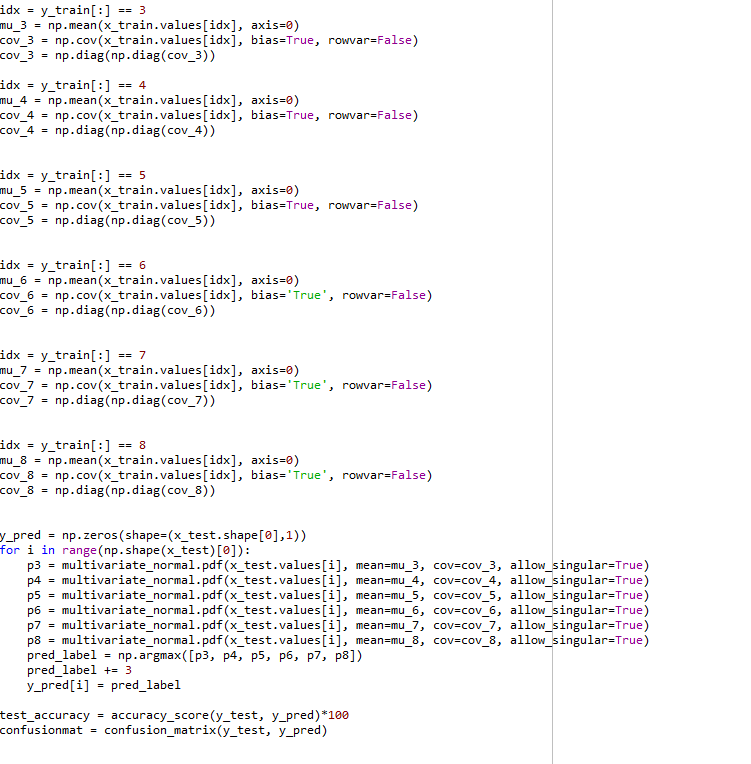 idx = y_train[:] == 3
mu_3 = np.mean(x_train.values[idx], axis=0)
cov_3 = np.cov(x_train.values[idx], bias=True, rowvar=False)
cov_3 = np.diag(np.diag(cov_3))
idx = y_train[:] == 4
mu_4 = np.mean(x_train.values[idx], axis=0)
cov_4 = np.cov(x_train.values[idx], bias=True, rowvar=False)
cov_4 = np.diag(np.diag(cov_4))
idx = y_train[:] == 5
mu_5 = np.mean(x_train.values[idx], axis=0)
cov_5 = np.cov(x_train.values[idx], bias=True, rowvar=False)
cov_5 = np.diag(np.diag(cov_5))
idx = y_train[:] == 6
mu_6 = np.mean(x_train.values[idx], axis=0)
cov_6 = np.cov(x_train.values[idx], bias='True', rowvar=False)
cov_6 = np.diag(np.diag(cov_6))
idx = y_train[:] == 7
mu_7 = np.mean(x_train.values[idx], axis=0)
cov_7 = np.cov(x_train.values[idx], bias='True', rowvar=False)
cov_7 = np.diag(np.diag(cov_7))
idx = y_train[:] == 8
mu_8 = np.mean(x_train.values[idx], axis=0)
cov_8 = np.cov(x_train.values[idx], bias='True', rowvar=False)
cov_8 = np.diag(np.diag(cov_8))
y_pred = np.zeros(shape=(x_test.shape[0],1))
for i in range(np.shape(x_test)[0]):
    p3 = multivariate_normal.pdf(x_test.values[i], mean=mu_3, cov=cov_3, allow_singular=True)
    p4 = multivariate_normal.pdf(x_test.values[i], mean=mu_4, cov=cov_4, allow_singular=True)
    p5 = multivariate_normal.pdf(x_test.values[i], mean=mu_5, cov=cov_5, allow_singular=True)
    p6 = multivariate_normal.pdf(x_test.values[i], mean=mu_6, cov=cov_6, allow_singular=True)
    p7 = multivariate_normal.pdf(x_test.values[i], mean=mu_7, cov=cov_7, allow_singular=True)
    p8 = multivariate_normal.pdf(x_test.values[i], mean=mu_8, cov=cov_8, allow_singular=True)
    pred_label = np.argmax([p3, p4, p5, p6, p7, p8])
    pred_label += 3
    y_pred[i] = pred_label
test_accuracy = accuracy_score(y_test, y_pred)*100
confusionmat = confusion_matrix(y_test, y_pred)